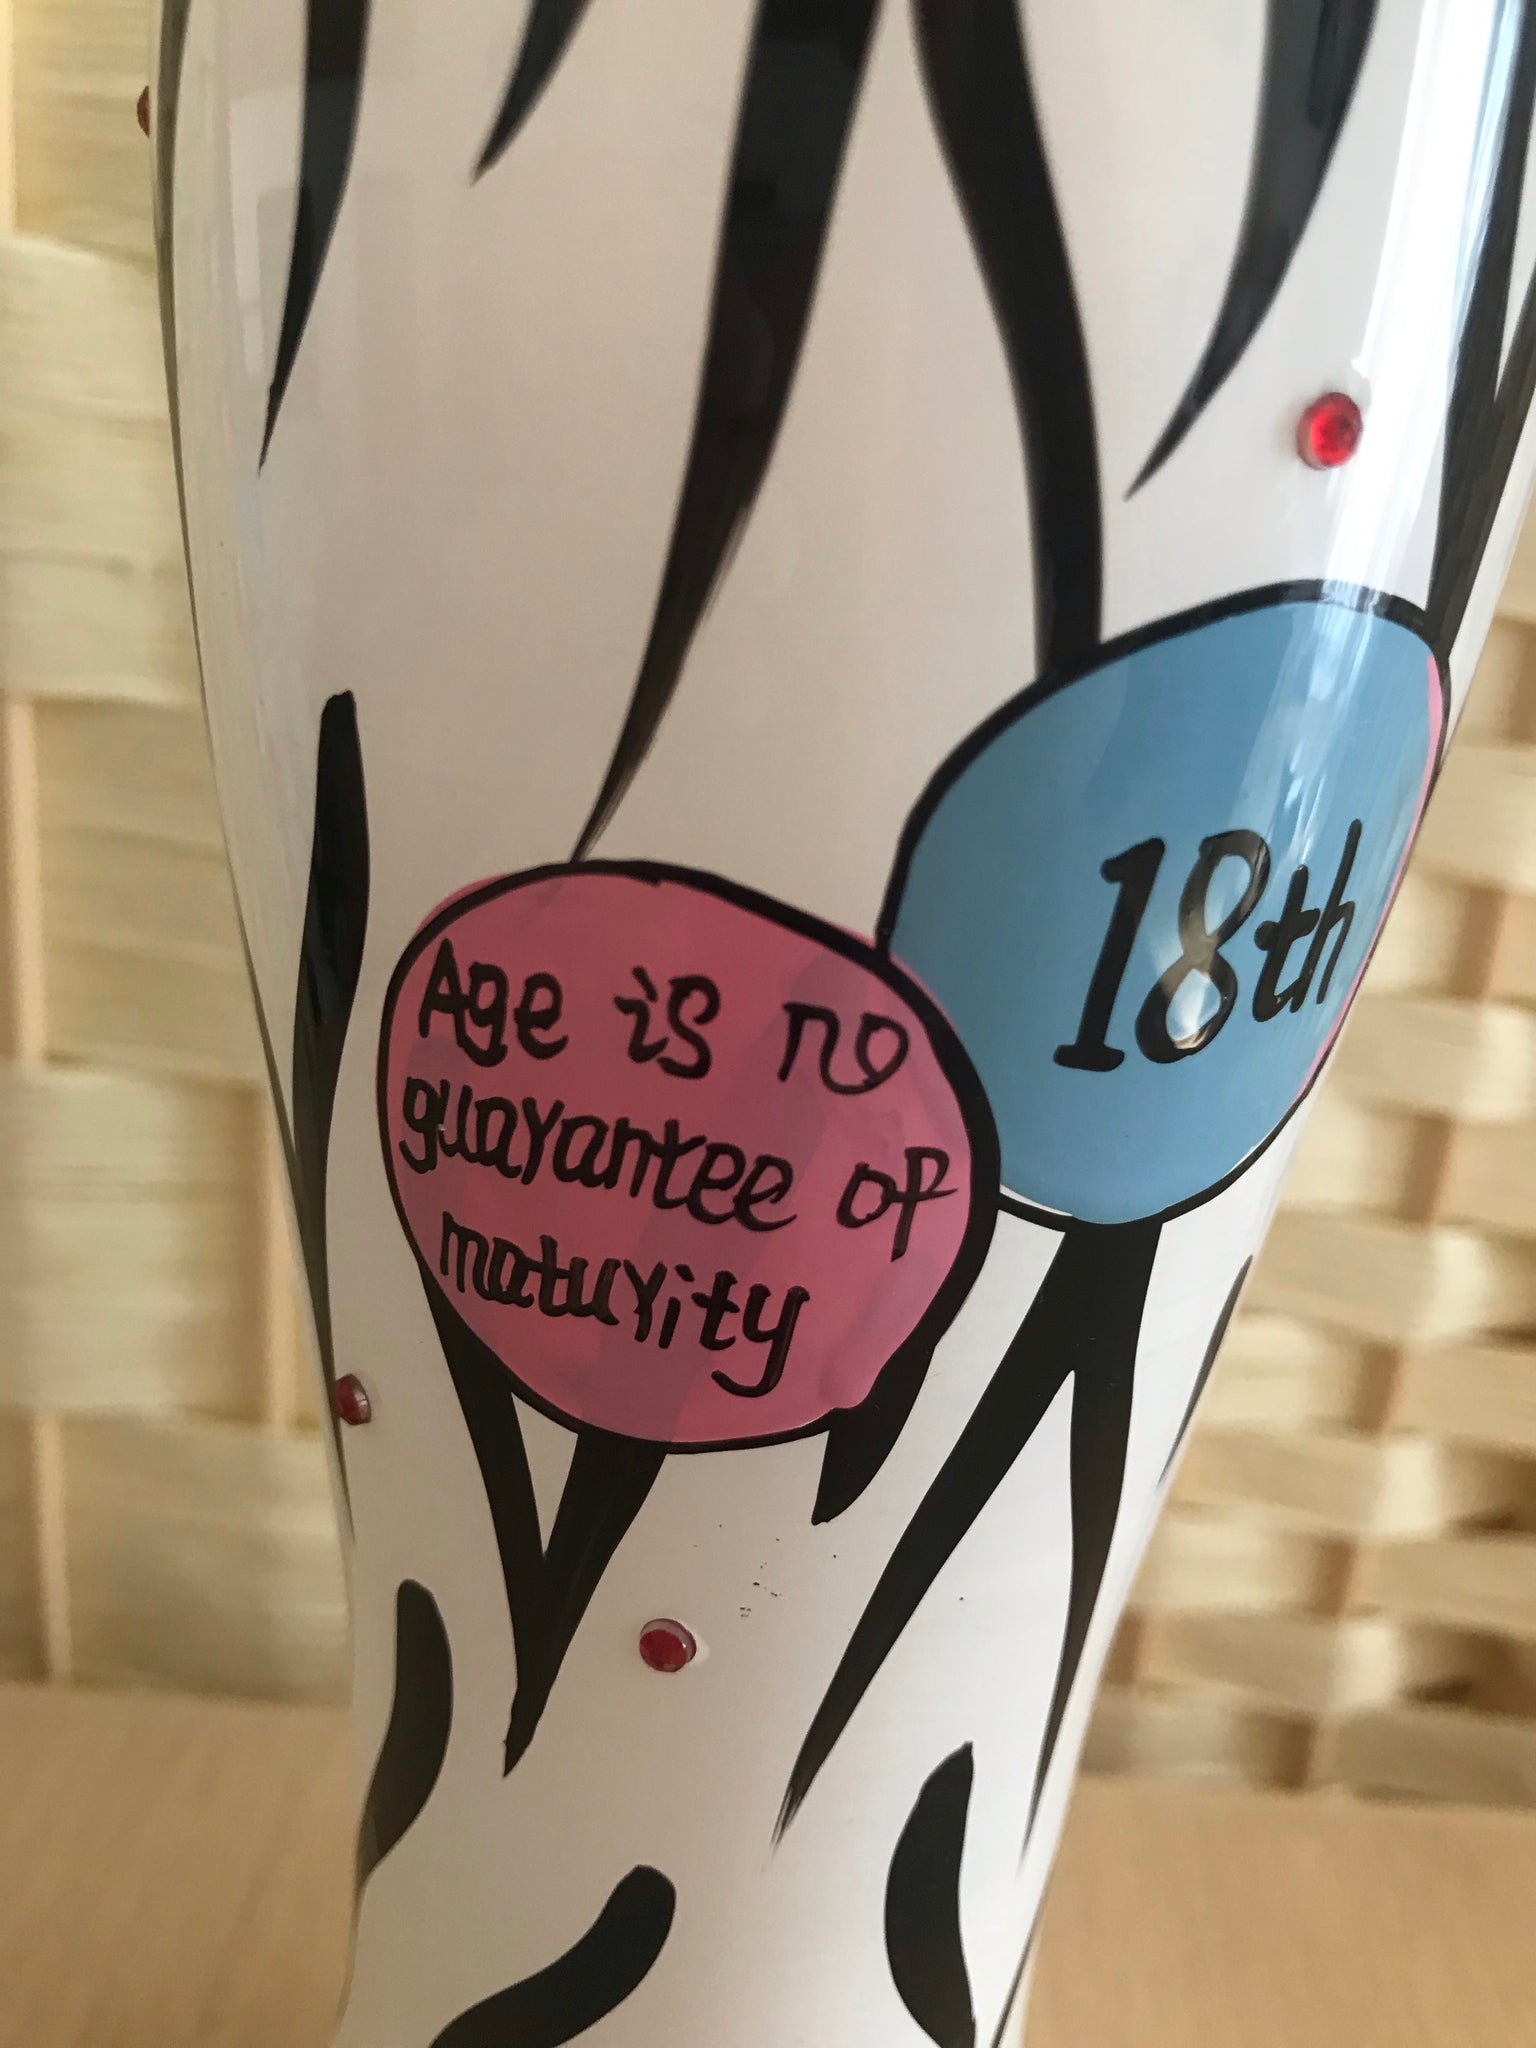 Age is no
guarantee of
maturity
18th